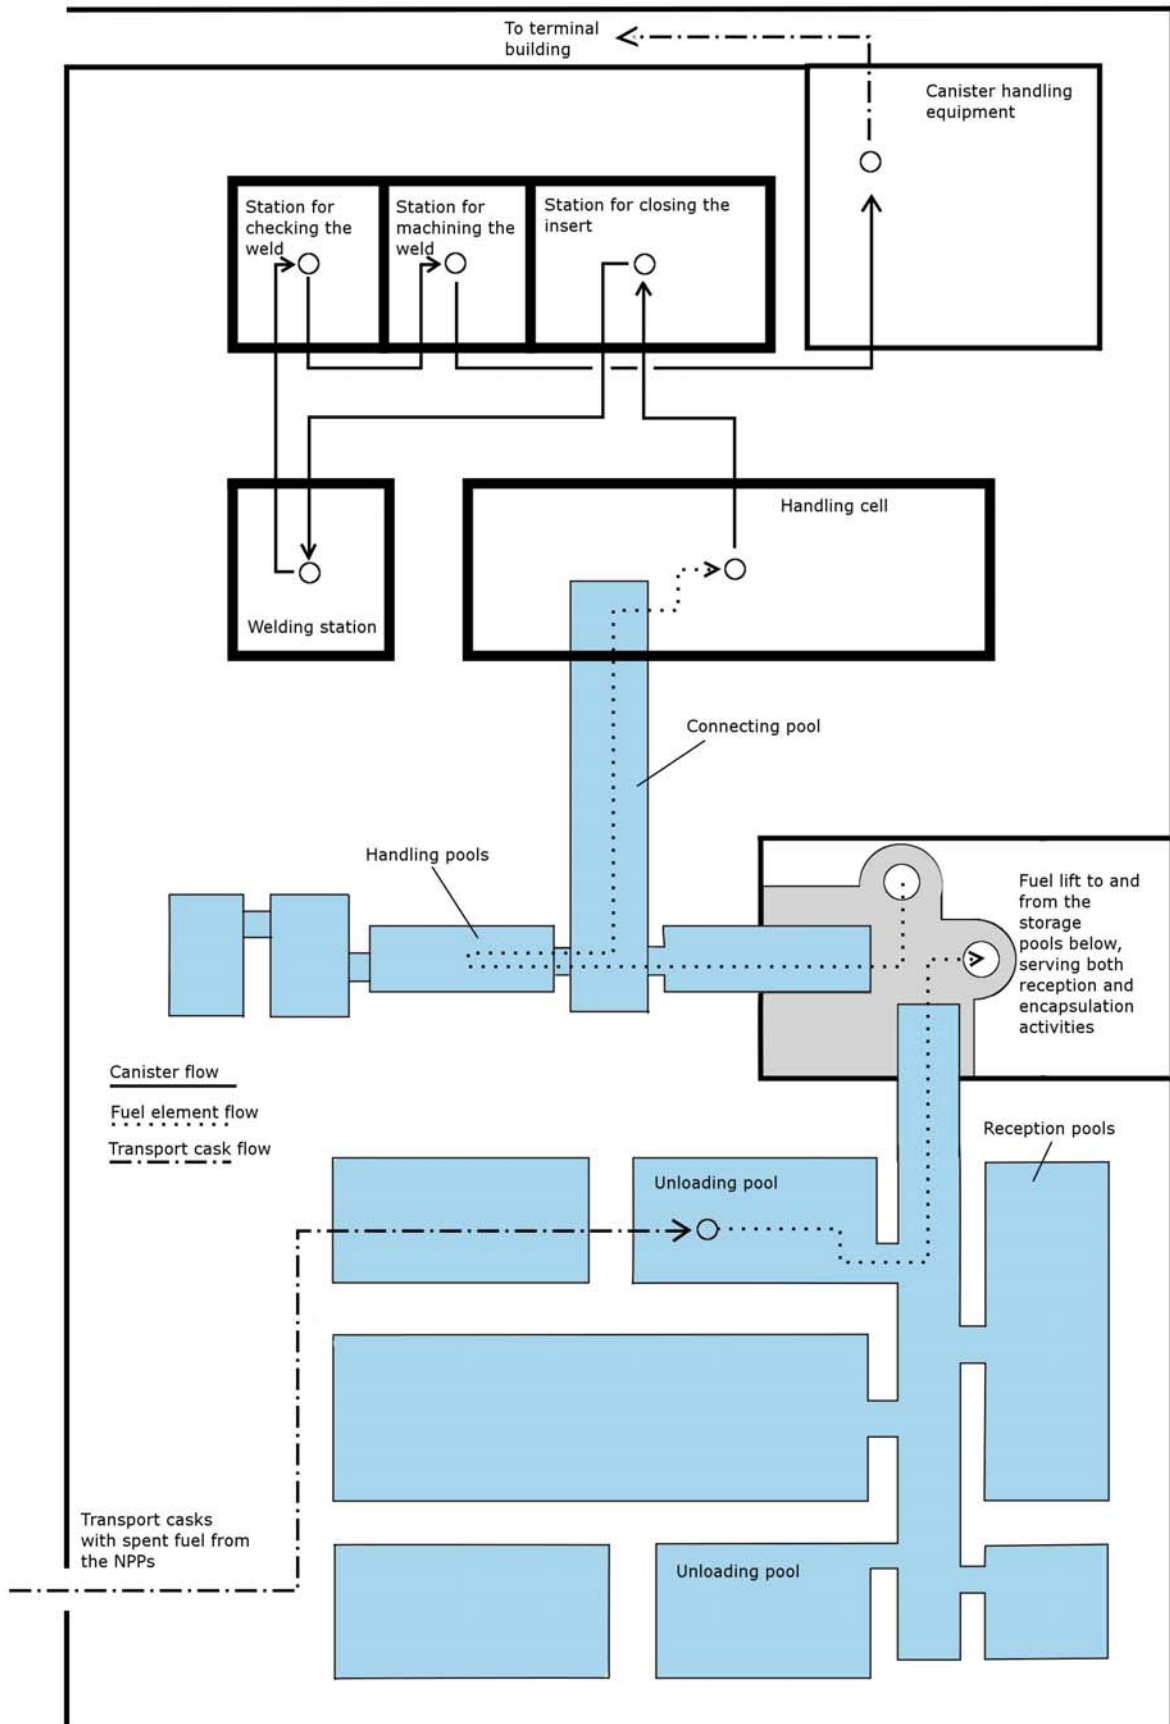 To terminal
building
Canister handling
equipment
Station for
checking the
weld
Station for
machining the
weld
Station for closing the
insert
Handling cell
Welding station
Connecting pool
Handling pools
Fuel lift to and
from the
storage
pools below,
serving both
reception and
encapsulation
activities
Canister flow
Fuel element flow
Transport cask flow
Reception pools
Unloading pool
Transport casks
with spent fuel from
the NPPs
Unloading pool